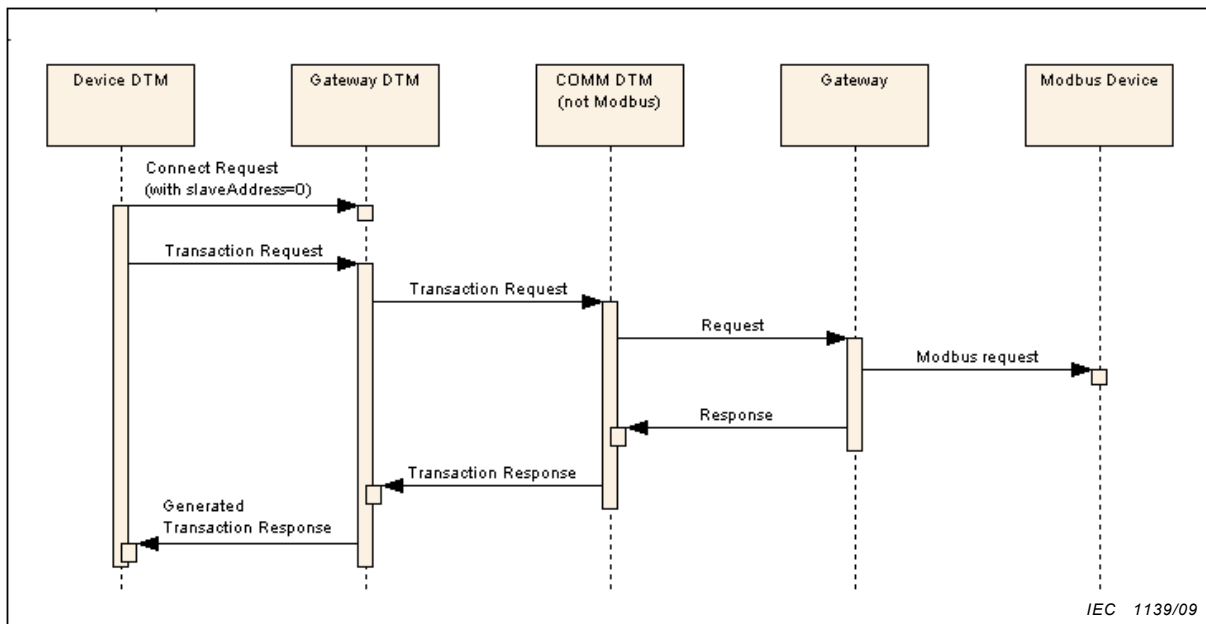 Device DTM
Gateway DTM
COMM DTM
(not Modbus)
Gateway
Modbus Device
Connect Request
(with slaveAddress=0)
Transaction Request
Transaction Request
Request
Modbus request
Response
Transaction Response
Generated
Transaction Response
IEC 1139/09